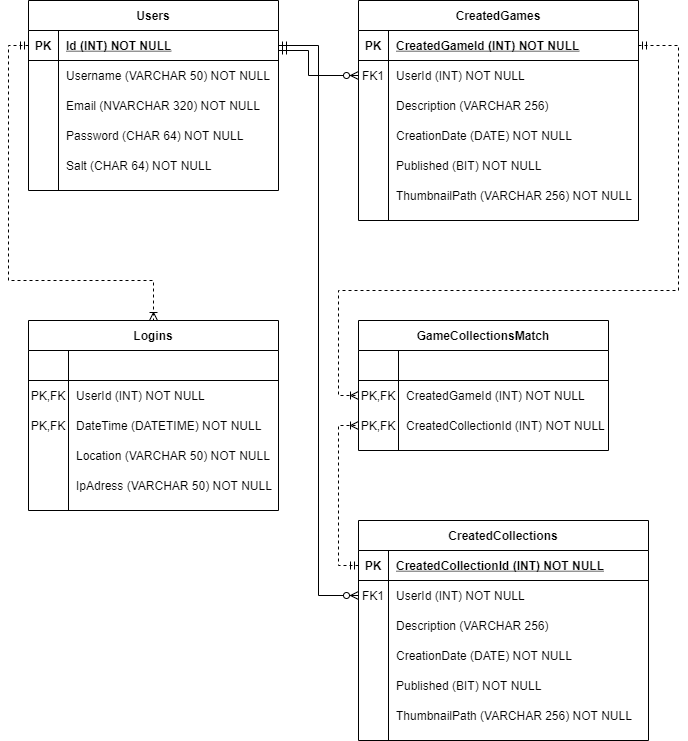 Users
PK Id (INT) NOT NULL
Username (VARCHAR 50) NOT NULL
Email (NVARCHAR 320) NOT NULL
Password (CHAR 64) NOT NULL
Salt (CHAR 64) NOT NULL
CreatedGames
PK CreatedGameId (INT) NOT NULL
FK1 UserId (INT) NOT NULL
Description (VARCHAR 256)
CreationDate (DATE) NOT NULL
Published (BIT) NOT NULL
ThumbnailPath (VARCHAR 256) NOT NULL
Logins
PK,FK UserId (INT) NOT NULL
PK,FK DateTime (DATETIME) NOT NULL
Location (VARCHAR 50) NOT NULL
IpAdress (VARCHAR 50) NOT NULL
GameCollectionsMatch
PK,FK CreatedGameId (INT) NOT NULL
PK,FK CreatedCollectionId (INT) NOT NULL
CreatedCollections
PK CreatedCollectionId (INT) NOT NULL
FK1 UserId (INT) NOT NULL
Description (VARCHAR 256)
CreationDate (DATE) NOT NULL
Published (BIT) NOT NULL
ThumbnailPath (VARCHAR 256) NOT NULL